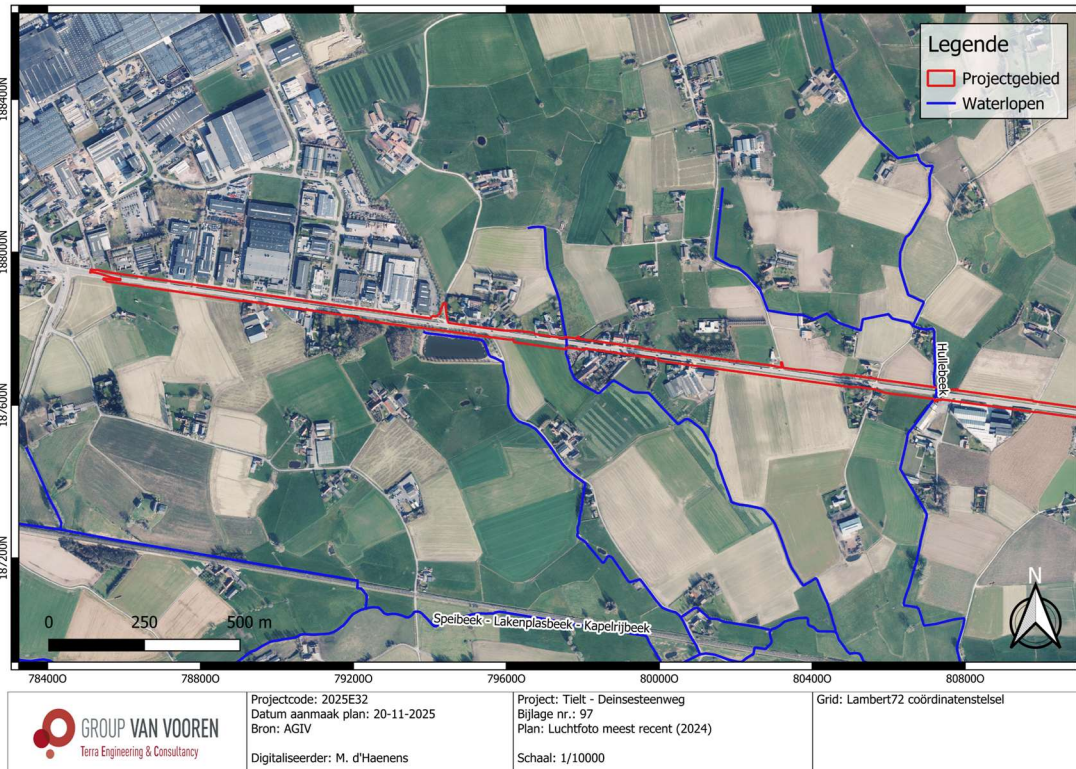 Legende
Projectgebied
Waterlopen
188400N
188000N
187600N
187200N
Hullebeek
Speibeek - Lakenplasbeek - Kapelrijbeek
0 250 500 m
N
784000 788000 792000 796000 800000 804000 808000
GROUP VAN VOOREN
Terra Engineering & Consultancy
Projectcode: 2025E32
Datum aanmaak plan: 20-11-2025
Bron: AGIV
Digitaliseerder: M. d'Haenens
Project: Tielt - Deinsesteenweg
Bijlage nr.: 97
Plan: Luchtfoto meest recent (2024)
Schaal: 1/10000
Grid: Lambert72 coördinatenstelsel